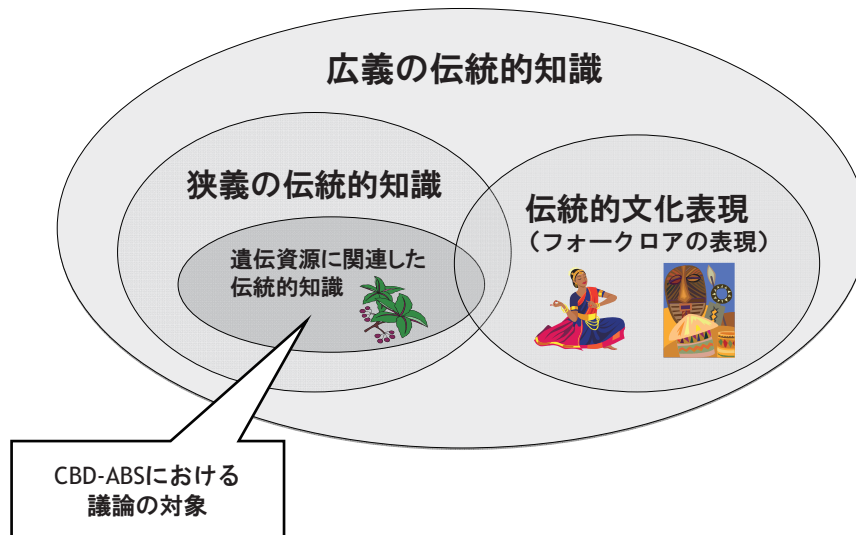 広義の伝統的知識
狭義の伝統的知識
伝統的文化表現
（フォークロアの表現）
遺伝資源に関連した
伝統的知識
CBD-ABSにおける
議論の対象